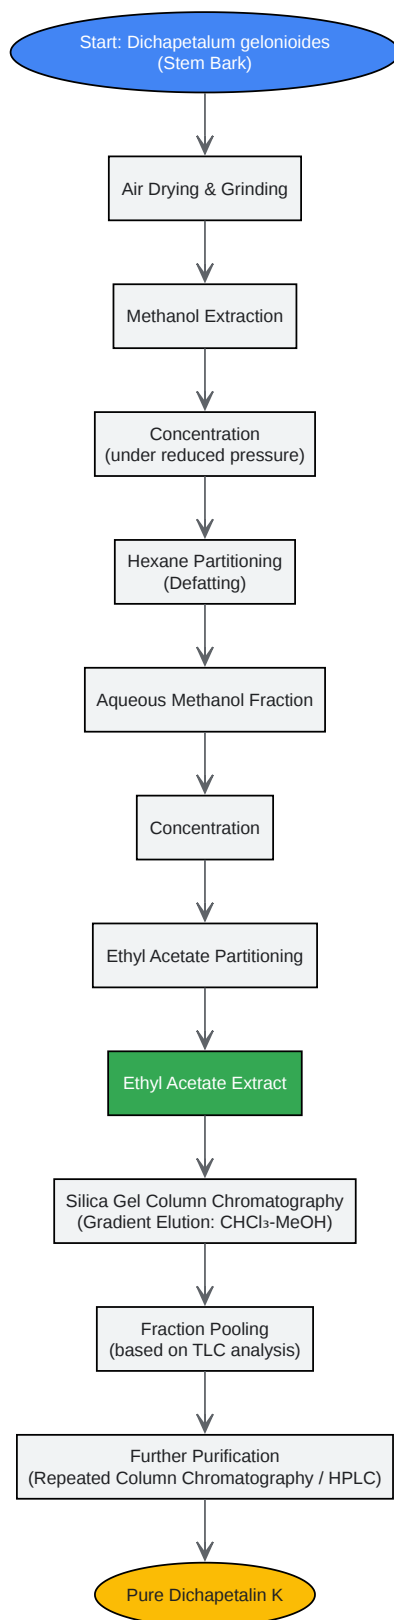 Start: Dichapetalum gelonioides
(Stem Bark)
Air Drying & Grinding
Methanol Extraction
Concentration
(under reduced pressure)
Hexane Partitioning
(Defatting)
Aqueous Methanol Fraction
Concentration
Ethyl Acetate Partitioning
Ethyl Acetate Extract
Silica Gel Column Chromatography
(Gradient Elution: CHCl₃-MeOH)
Fraction Pooling
(based on TLC analysis)
Further Purification
(Repeated Column Chromatography / HPLC)
Pure Dichapetalin K